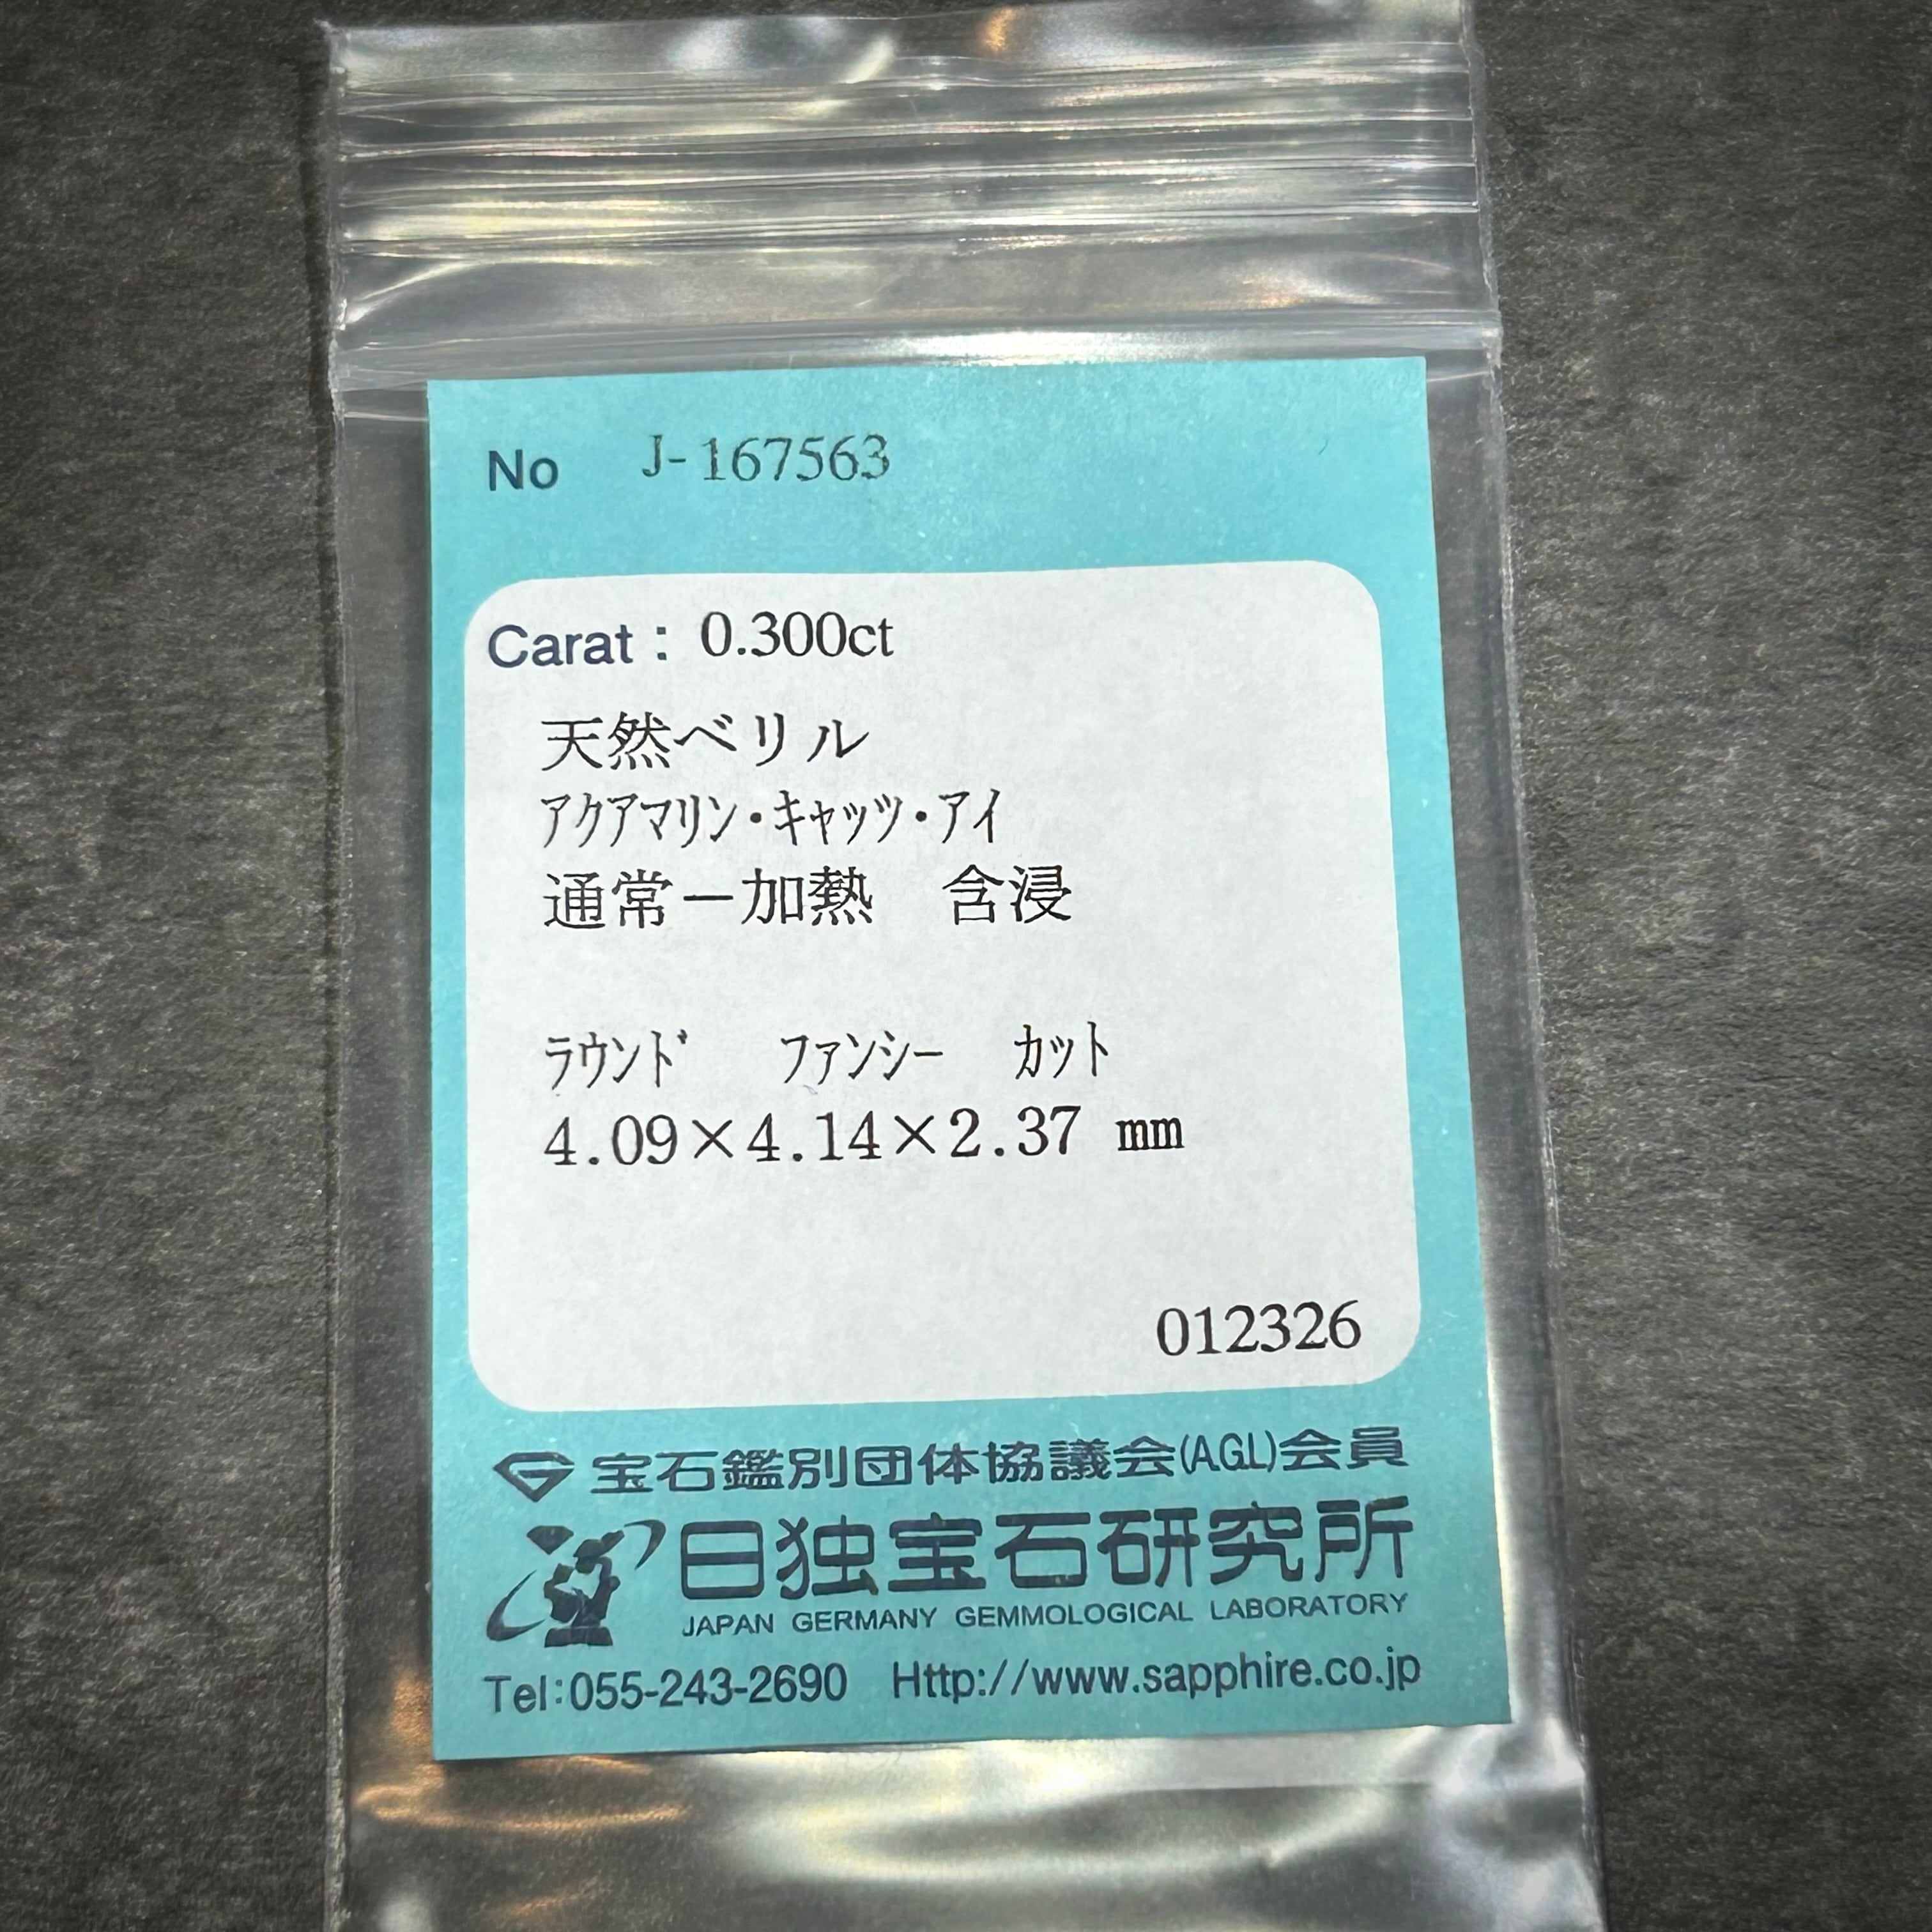 No J-167563
Carat : 0.300ct
天然ベリル
ｱｸｱﾏﾘﾝ･ｷｬｯﾂ･ｱｲ
通常－加熱　含浸
ﾗｳﾝﾄﾞ　ﾌｧﾝｼｰ　ｶｯﾄ
4.09×4.14×2.37 mm
012326
宝石鑑別団体協議会(A.G.L)会員
日独宝石研究所
JAPAN GERMANY GEMMOLOGICAL LABORATORY
Tel:055-243-2690 Http://www.sapphire.co.jp